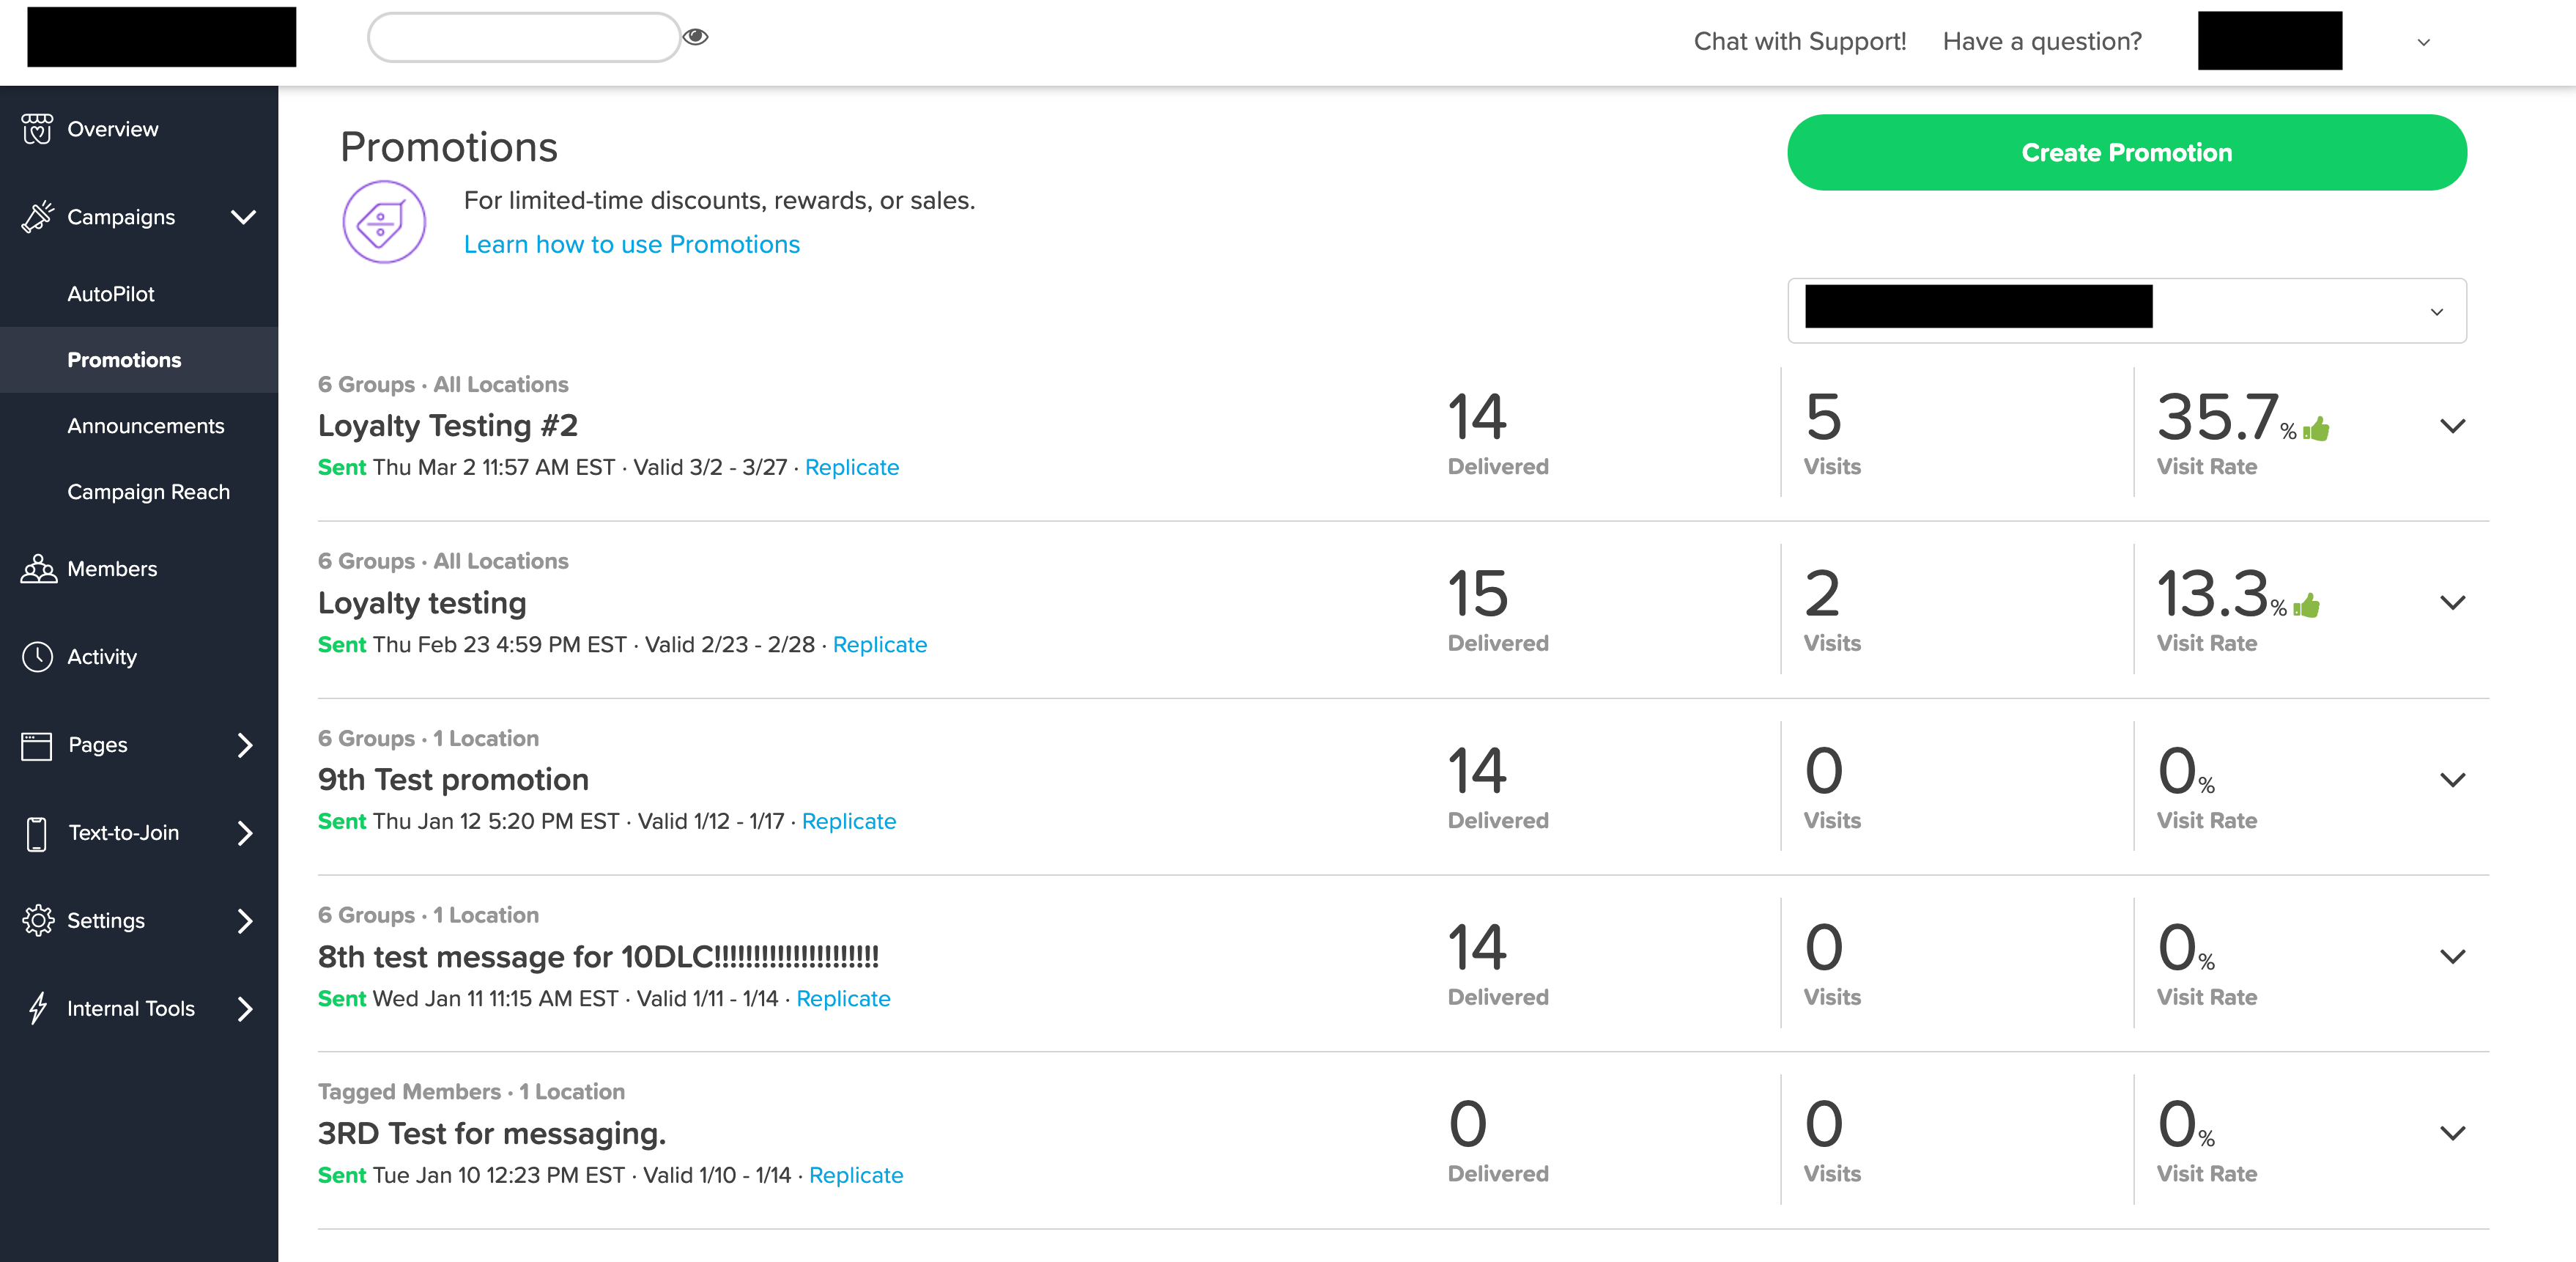 Chat with Support! Have a question?
Overview
Campaigns
AutoPilot
Promotions
Announcements
Campaign Reach
Members
Activity
Pages
Text-to-Join
Settings
Internal Tools
Promotions
For limited-time discounts, rewards, or sales.
Learn how to use Promotions
Create Promotion
6 Groups · All Locations
Loyalty Testing #2
Sent Thu Mar 2 11:57 AM EST · Valid 3/2 - 3/27 · Replicate
14
Delivered
5
Visits
35.7%
Visit Rate
6 Groups · All Locations
Loyalty testing
Sent Thu Feb 23 4:59 PM EST · Valid 2/23 - 2/28 · Replicate
15
Delivered
2
Visits
13.3%
Visit Rate
6 Groups · 1 Location
9th Test promotion
Sent Thu Jan 12 5:20 PM EST · Valid 1/12 - 1/17 · Replicate
14
Delivered
0
Visits
0%
Visit Rate
6 Groups · 1 Location
8th test message for 10DLC!!!!!!!!!!!!!!!!!!!!!
Sent Wed Jan 11 11:15 AM EST · Valid 1/11 - 1/14 · Replicate
14
Delivered
0
Visits
0%
Visit Rate
Tagged Members · 1 Location
3RD Test for messaging.
Sent Tue Jan 10 12:23 PM EST · Valid 1/10 - 1/14 · Replicate
0
Delivered
0
Visits
0%
Visit Rate